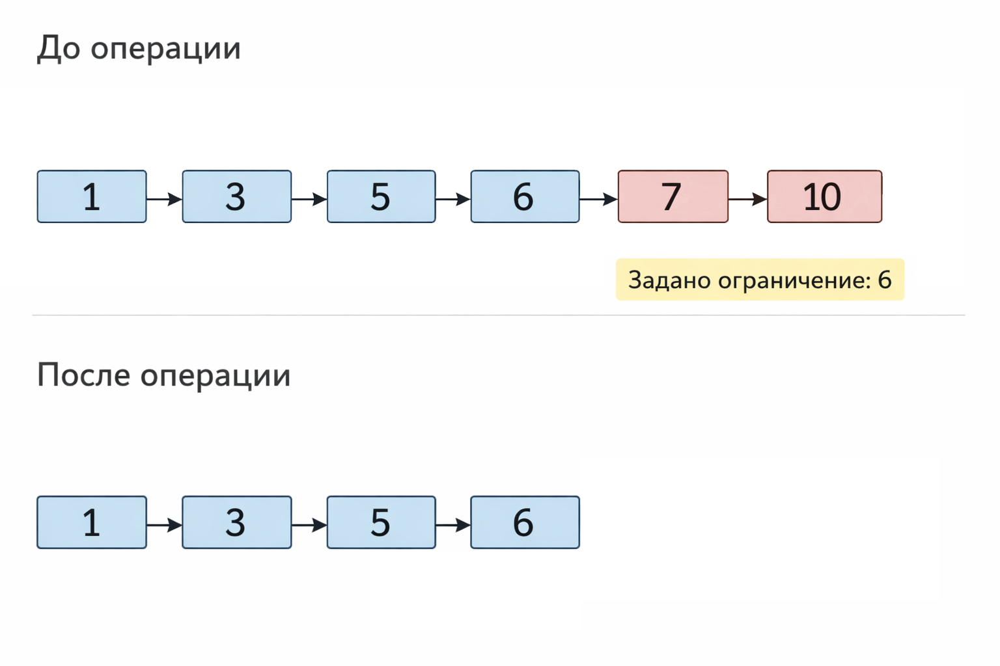 До операции
1 3 5 6 7 10
Задано ограничение: 6
После операции
1 3 5 6